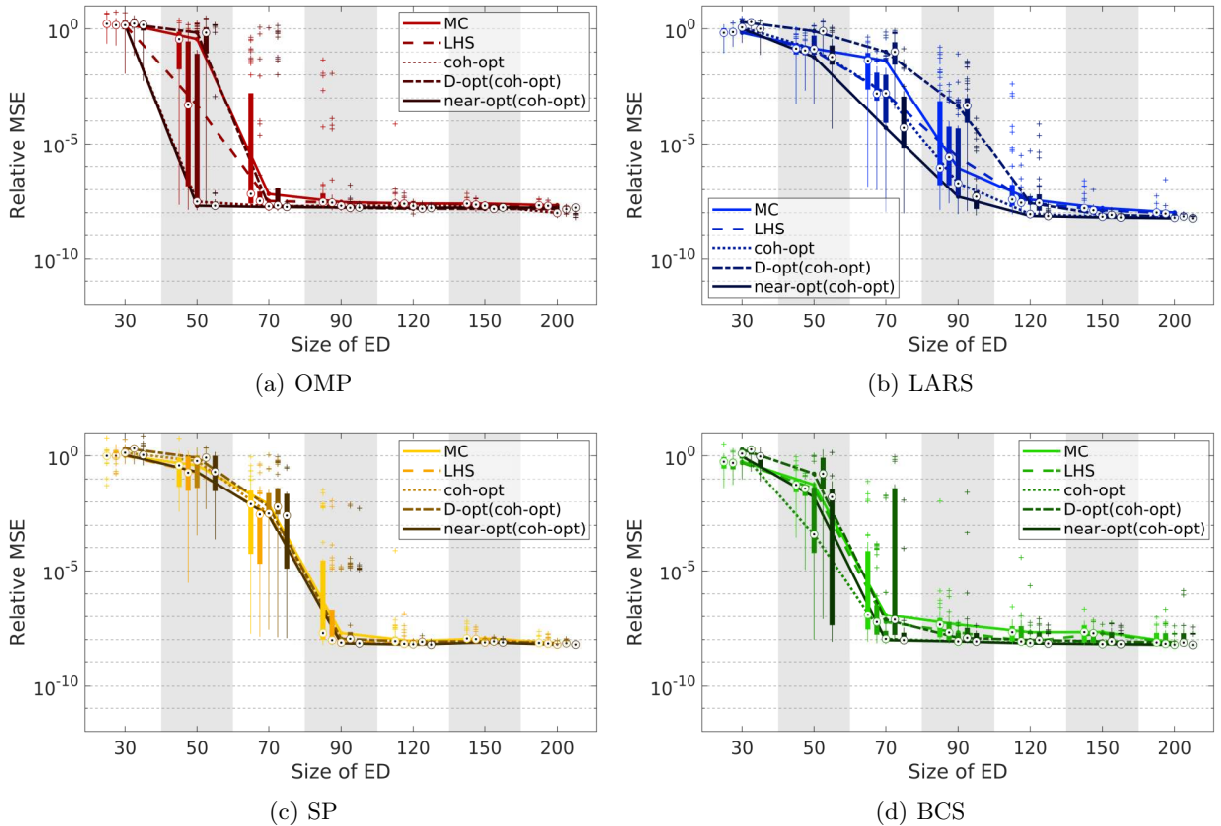 10^0
10^-5
10^-10
Relative MSE
MC
LHS
coh-opt
D-opt(coh-opt)
near-opt(coh-opt)
30 50 70 90 120 150 200
Size of ED
(a) OMP
10^0
10^-5
10^-10
Relative MSE
MC
LHS
coh-opt
D-opt(coh-opt)
near-opt(coh-opt)
30 50 70 90 120 150 200
Size of ED
(b) LARS
10^0
10^-5
10^-10
Relative MSE
MC
LHS
coh-opt
D-opt(coh-opt)
near-opt(coh-opt)
30 50 70 90 120 150 200
Size of ED
(c) SP
10^0
10^-5
10^-10
Relative MSE
MC
LHS
coh-opt
D-opt(coh-opt)
near-opt(coh-opt)
30 50 70 90 120 150 200
Size of ED
(d) BCS